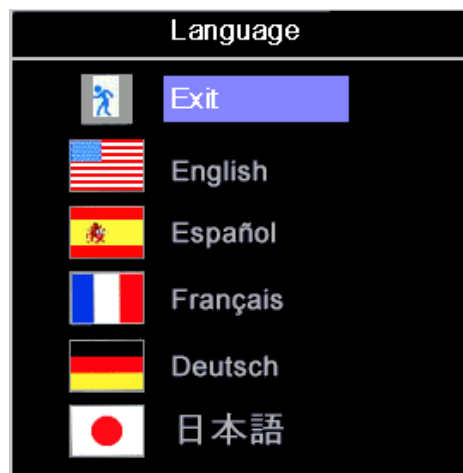 Language
Exit
English
Español
Français
Deutsch
日本語